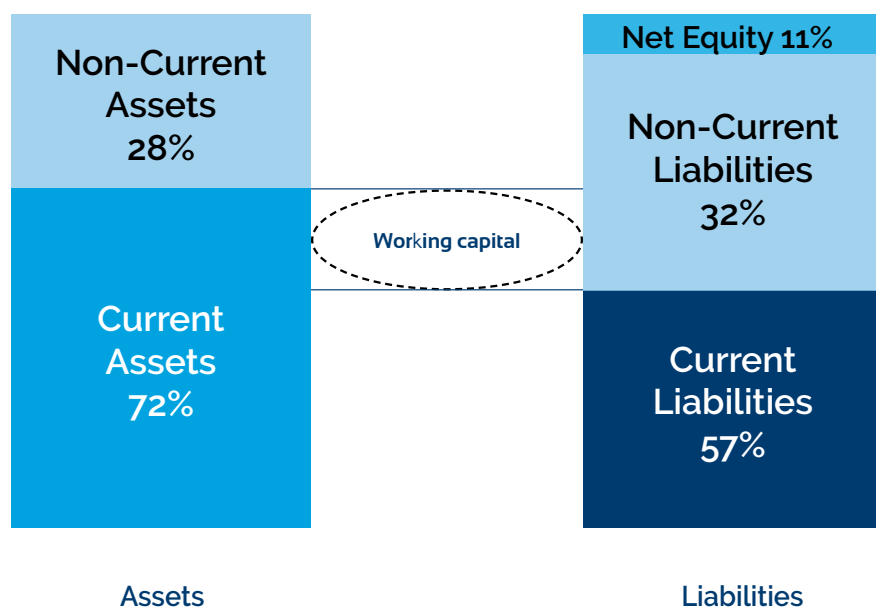 Non-Current
Assets
28%
Current
Assets
72%
Working capital
Net Equity 11%
Non-Current
Liabilities
32%
Current
Liabilities
57%
Assets
Liabilities